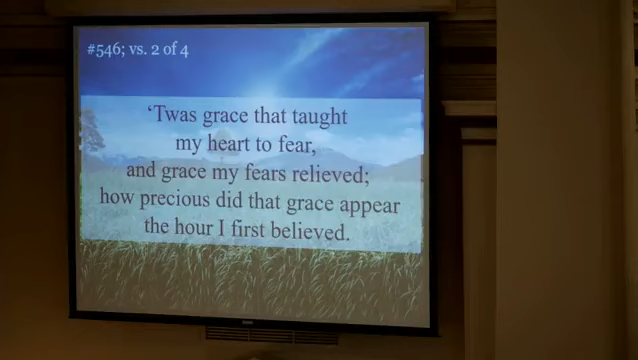 #546; vs. 2 of 4
‘Twas grace that taught
my heart to fear,
and grace my fears relieved;
how precious did that grace appear
the hour I first believed.